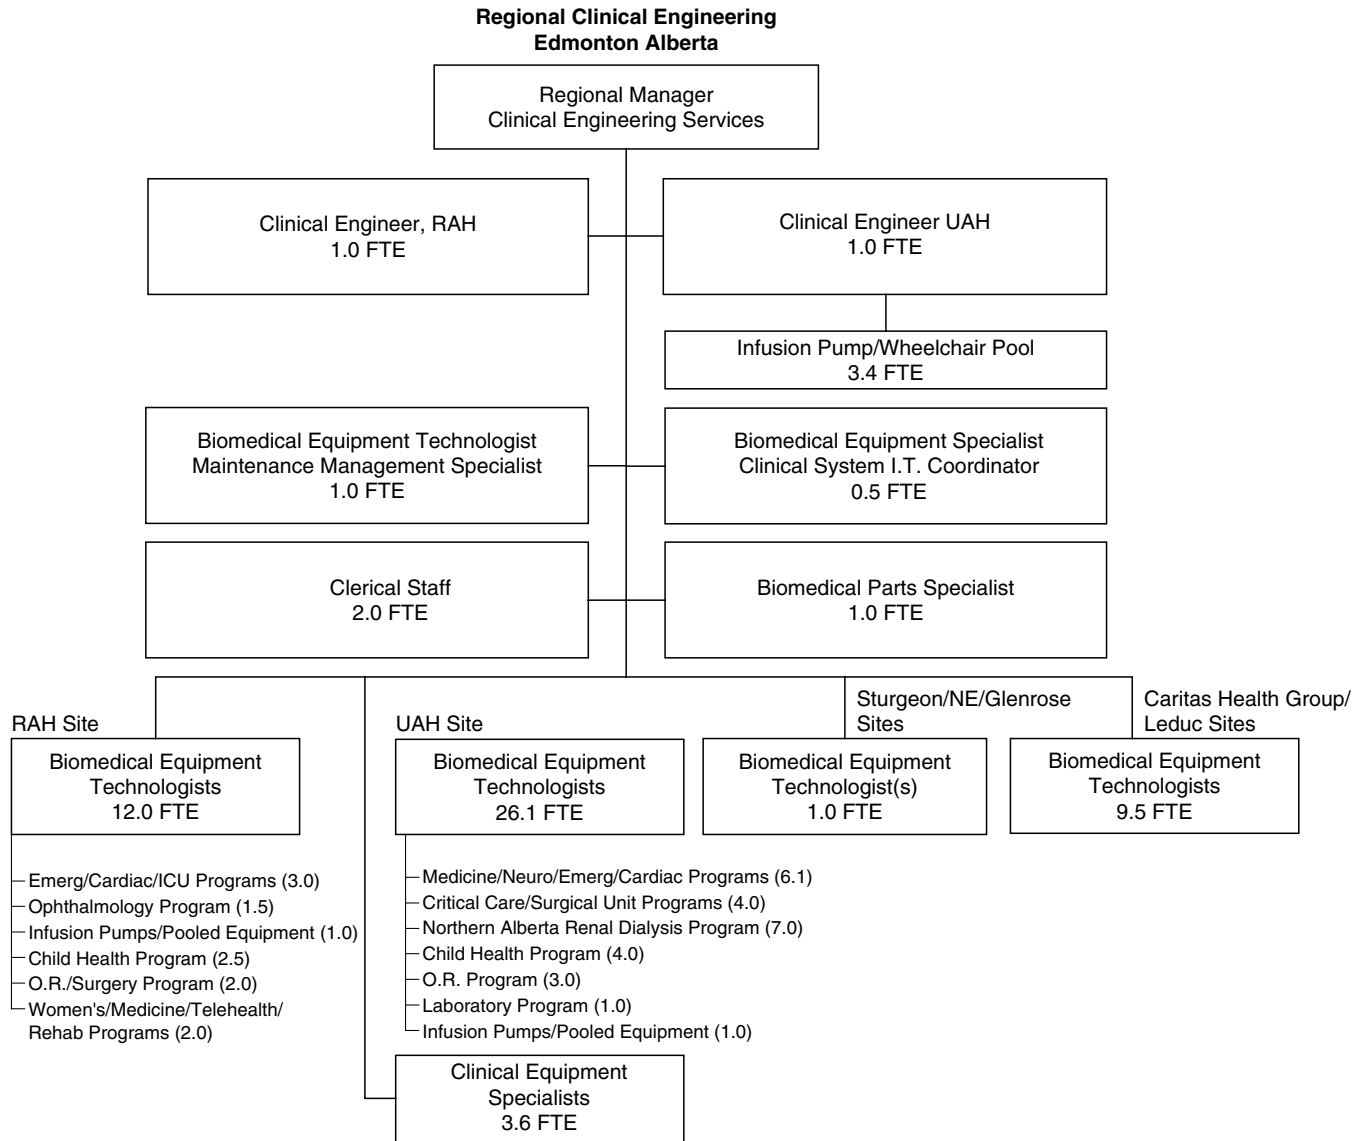 Regional Clinical Engineering
Edmonton Alberta
Regional Manager
Clinical Engineering Services
Clinical Engineer, RAH
1.0 FTE
Clinical Engineer UAH
1.0 FTE
Infusion Pump/Wheelchair Pool
3.4 FTE
Biomedical Equipment Technologist
Maintenance Management Specialist
1.0 FTE
Biomedical Equipment Specialist
Clinical System I.T. Coordinator
0.5 FTE
Clerical Staff
2.0 FTE
Biomedical Parts Specialist
1.0 FTE
RAH Site
Biomedical Equipment
Technologists
12.0 FTE
Emerg/Cardiac/ICU Programs (3.0)
Ophthalmology Program (1.5)
Infusion Pumps/Pooled Equipment (1.0)
Child Health Program (2.5)
O.R./Surgery Program (2.0)
Women's/Medicine/Telehealth/
Rehab Programs (2.0)
UAH Site
Biomedical Equipment
Technologists
26.1 FTE
Medicine/Neuro/Emerg/Cardiac Programs (6.1)
Critical Care/Surgical Unit Programs (4.0)
Northern Alberta Renal Dialysis Program (7.0)
Child Health Program (4.0)
O.R. Program (3.0)
Laboratory Program (1.0)
Infusion Pumps/Pooled Equipment (1.0)
Sturgeon/NE/Glenrose
Sites
Biomedical Equipment
Technologist(s)
1.0 FTE
Caritas Health Group/
Leduc Sites
Biomedical Equipment
Technologists
9.5 FTE
Clinical Equipment
Specialists
3.6 FTE